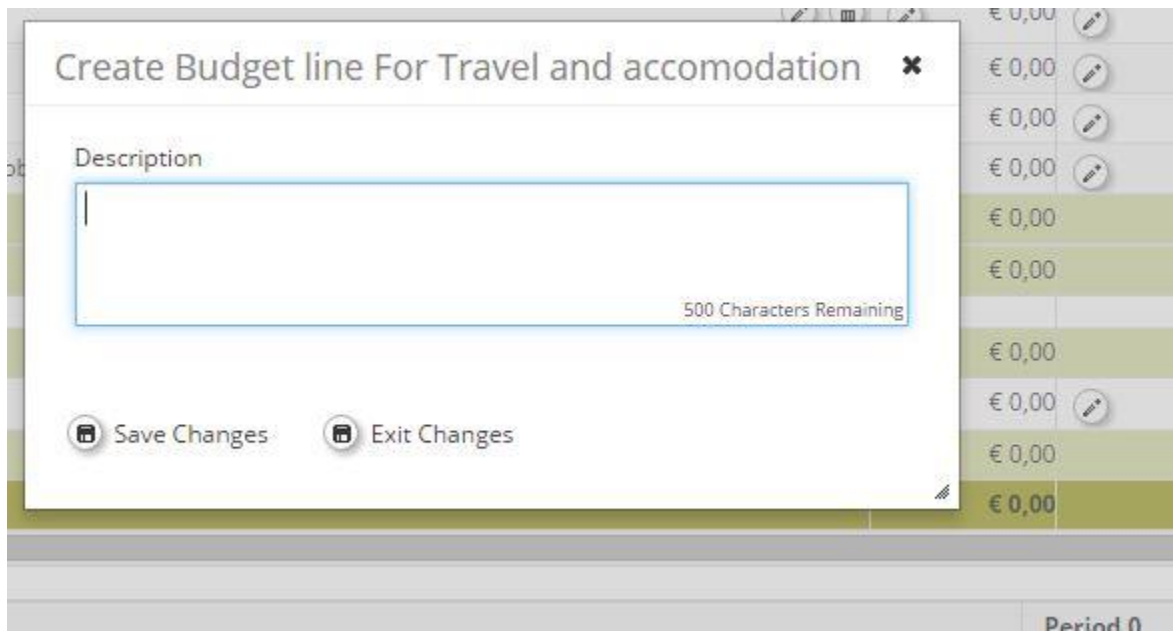 € 0,00
Create Budget line For Travel and accomodation
€ 0,00
€ 0,00
Description
€ 0,00
€ 0,00
€ 0,00
500 Characters Remaining
€ 0,00
€ 0,00
Save Changes Exit Changes
€ 0,00
€ 0,00
Period 0